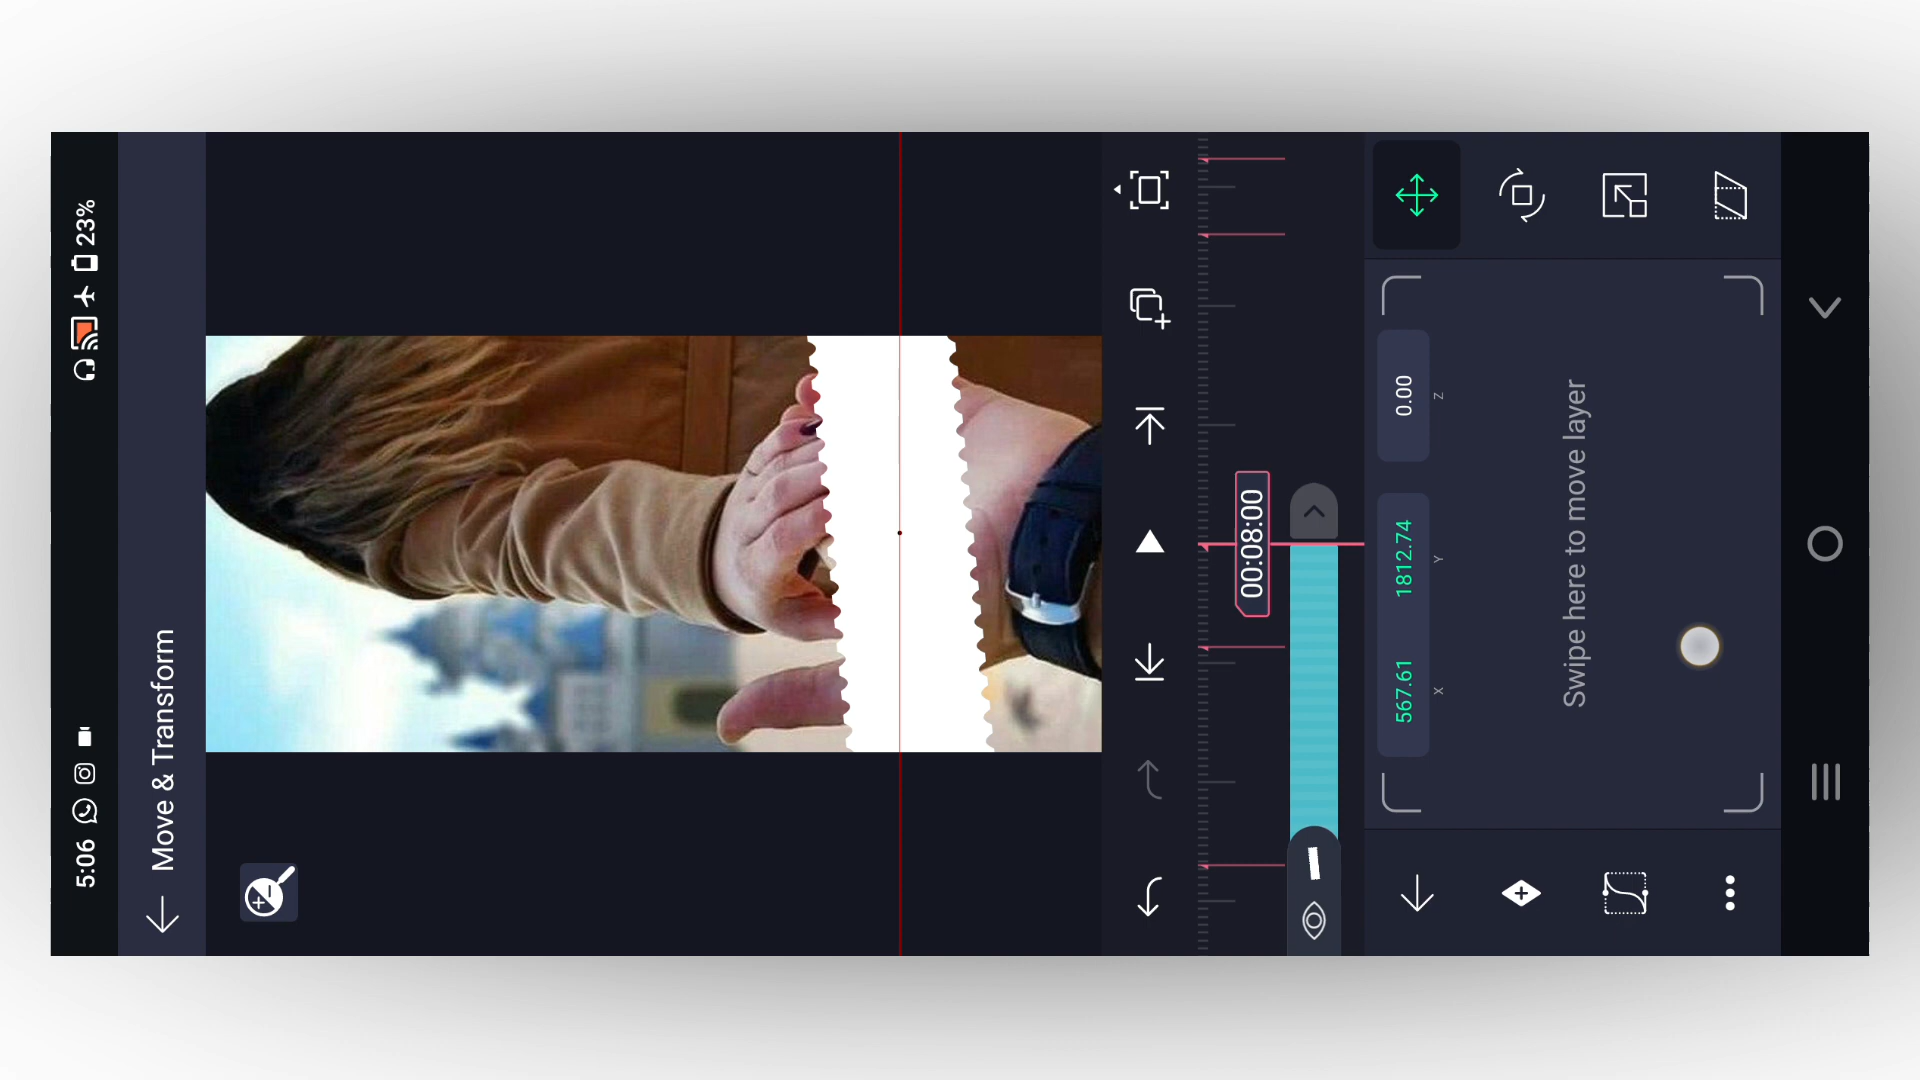 5:06
23%
Move & Transform
00:08:00
567.61
1812.74
0.00
X
Y
Z
Swipe here to move layer